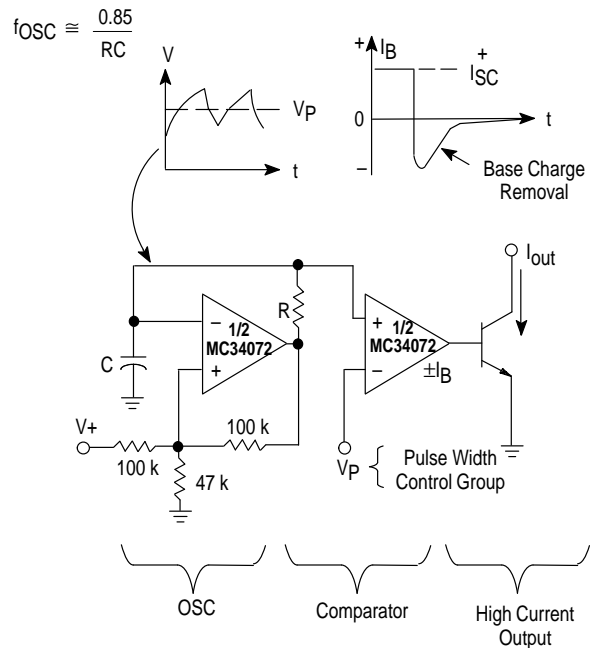 fOSC ≅ 0.85
RC
V
VP
t
+ IB
+
ISC
0
t
−
Base Charge
Removal
Iout
R
−
1/2
MC34072
+
C
+
1/2
MC34072
−
±IB
V+
100 k
100 k
47 k
VP { Pulse Width
Control Group
OSC
Comparator
High Current
Output